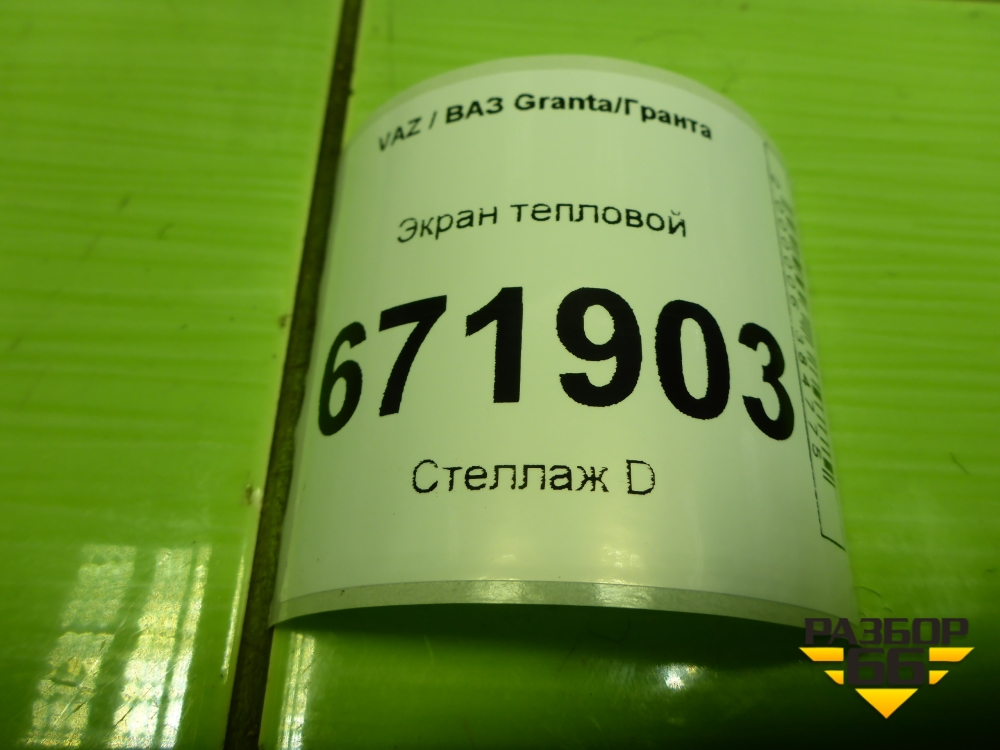 VAZ / ВАЗ Granta/Гранта
Экран тепловой
671903
Стеллаж D
РАЗБОР
66